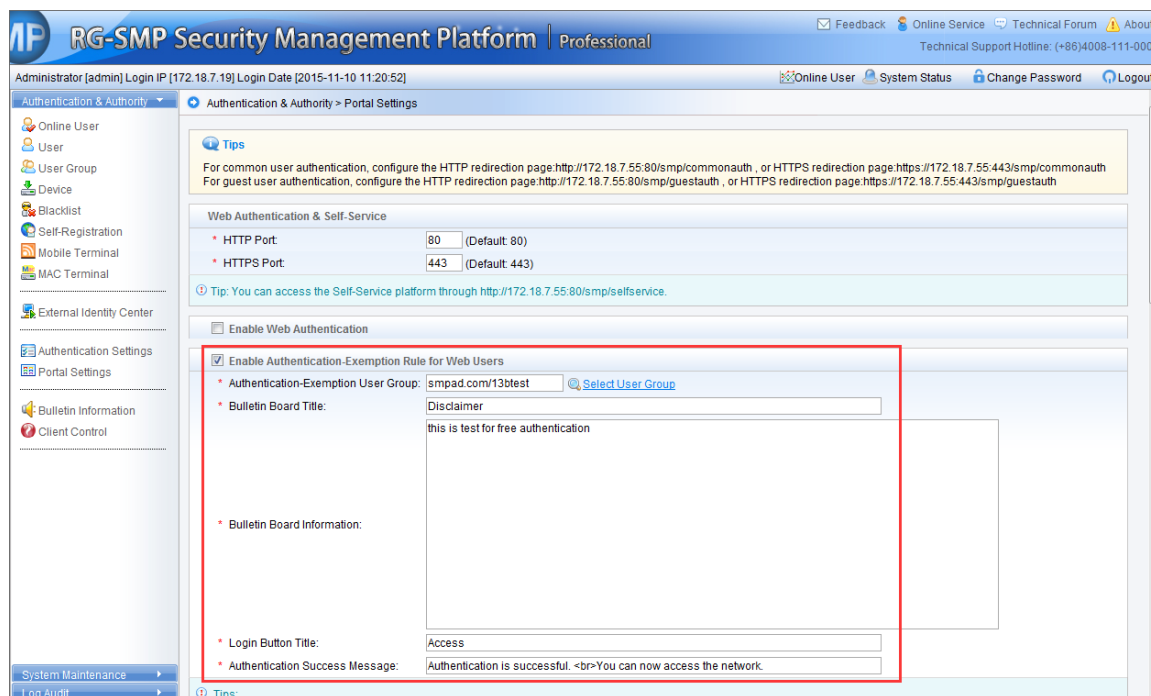 MP RG-SMP Security Management Platform | Professional
Feedback Online Service Technical Forum Abou
Technical Support Hotline: (+86)4008-111-000
Administrator [admin] Login IP [172.18.7.19] Login Date [2015-11-10 11:20:52]
Online User System Status Change Password Logout
Authentication & Authority
Online User
User
User Group
Device
Blacklist
Self-Registration
Mobile Terminal
MAC Terminal
External Identity Center
Authentication Settings
Portal Settings
Bulletin Information
Client Control
System Maintenance
Log Audit
Authentication & Authority > Portal Settings
Tips
For common user authentication, configure the HTTP redirection page:http://172.18.7.55:80/smp/commonauth , or HTTPS redirection page:https://172.18.7.55:443/smp/commonauth
For guest user authentication, configure the HTTP redirection page:http://172.18.7.55:80/smp/guestauth , or HTTPS redirection page:https://172.18.7.55:443/smp/guestauth
Web Authentication & Self-Service
* HTTP Port: 80 (Default: 80)
* HTTPS Port: 443 (Default: 443)
Tip: You can access the Self-Service platform through http://172.18.7.55:80/smp/selfservice.
Enable Web Authentication
Enable Authentication-Exemption Rule for Web Users
* Authentication-Exemption User Group: smpad.com/13btest Select User Group
* Bulletin Board Title: Disclaimer
this is test for free authentication
* Bulletin Board Information:
* Login Button Title: Access
* Authentication Success Message: Authentication is successful. <br>You can now access the network.
Tips: